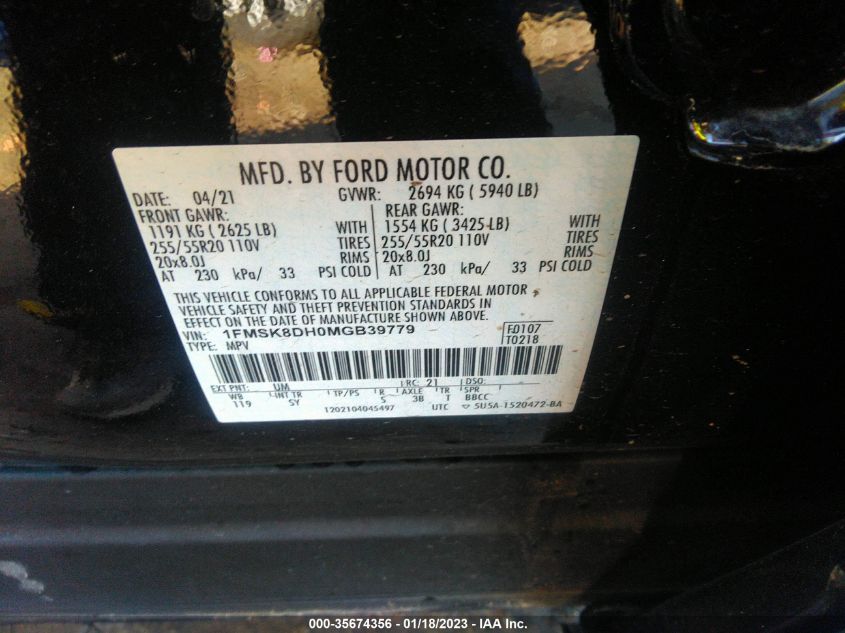 MFD. BY FORD MOTOR CO.
DATE: 04/21 GVWR: 2694 KG ( 5940 LB)
FRONT GAWR: REAR GAWR:
1191 KG ( 2625 LB) WITH 1554 KG ( 3425 LB) WITH
255/55R20 110V TIRES 255/55R20 110V TIRES
20x8.0J RIMS 20x8.0J RIMS
AT 230 kPa/ 33 PSI COLD AT 230 kPa/ 33 PSI COLD
THIS VEHICLE CONFORMS TO ALL APPLICABLE FEDERAL MOTOR
VEHICLE SAFETY AND THEFT PREVENTION STANDARDS IN
EFFECT ON THE DATE OF MANUFACTURE SHOWN ABOVE.
VIN: 1FMSK8DH0MGB39779 F0107
TYPE: MPV T0218
EXT PNT: UM RC: 21 DSO:
WB INT TR TP/PS R AXLE TR SPR
119 5Y 5 3B T BBCC
1202104045497 UTC 5U5A-1520472-BA
000-35674356 - 01/18/2023 - IAA Inc.